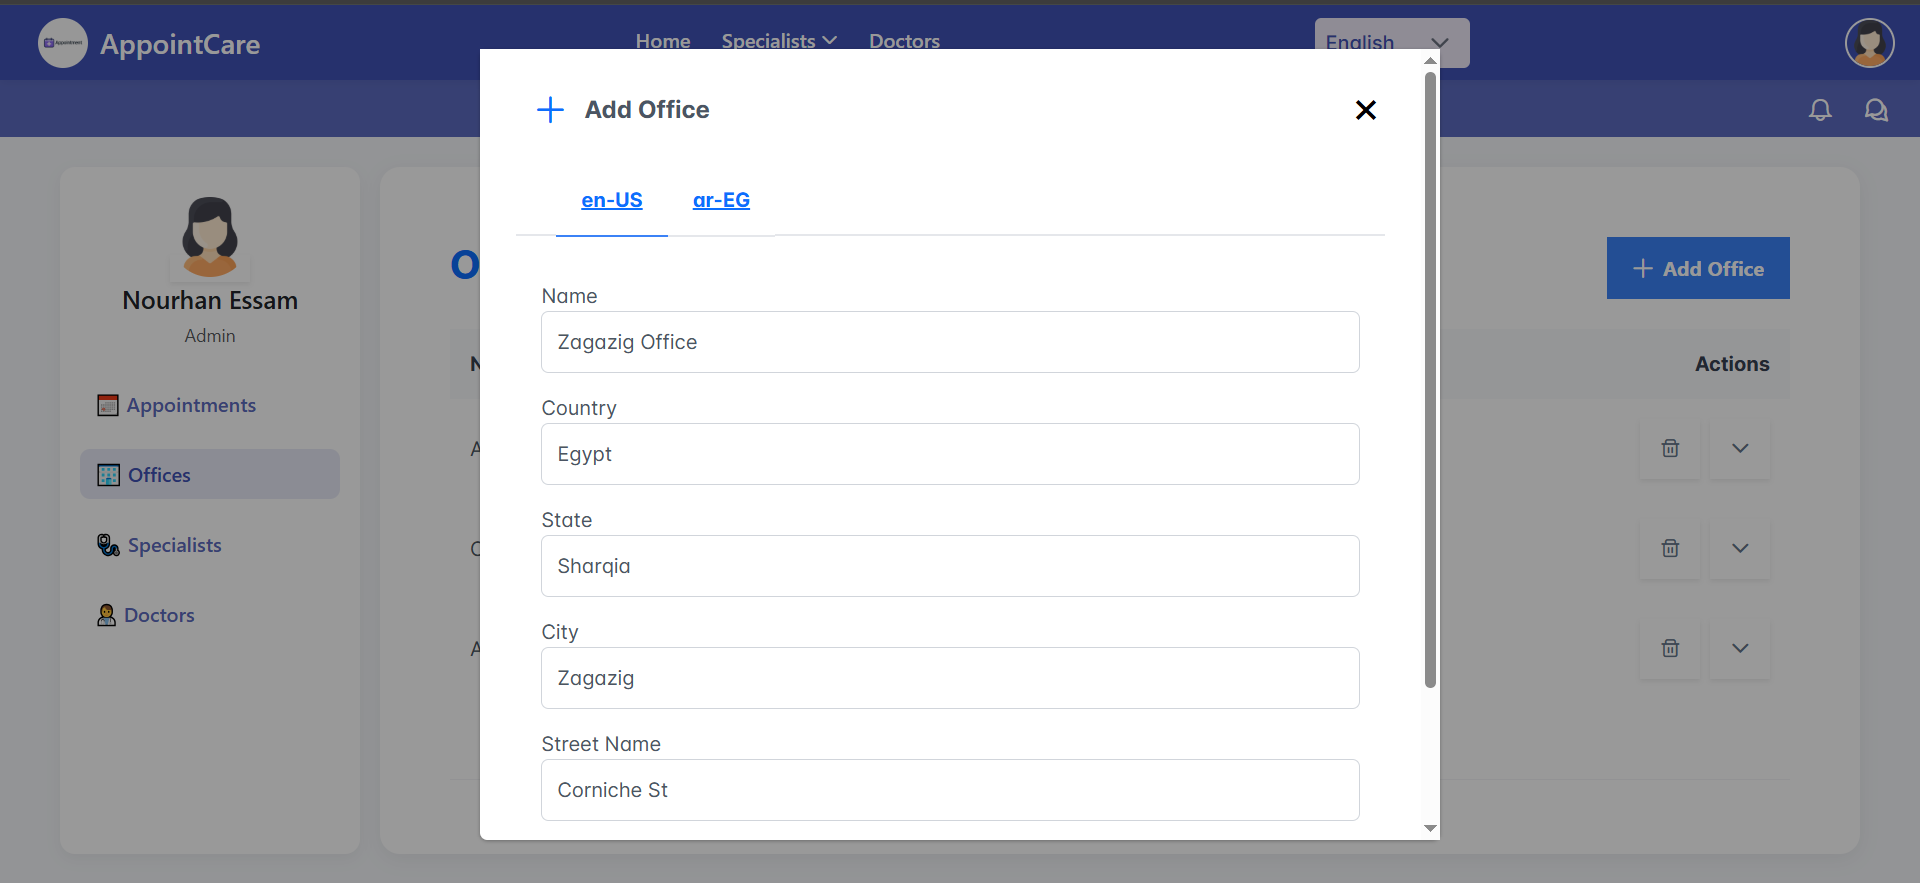 AppointCare
Home
Specialists
Doctors
English
Add Office
en-US
ar-EG
Nourhan Essam
Admin
Appointments
Offices
Specialists
Doctors
Add Office
Actions
Name
Zagazig Office
Country
Egypt
State
Sharqia
City
Zagazig
Street Name
Corniche St